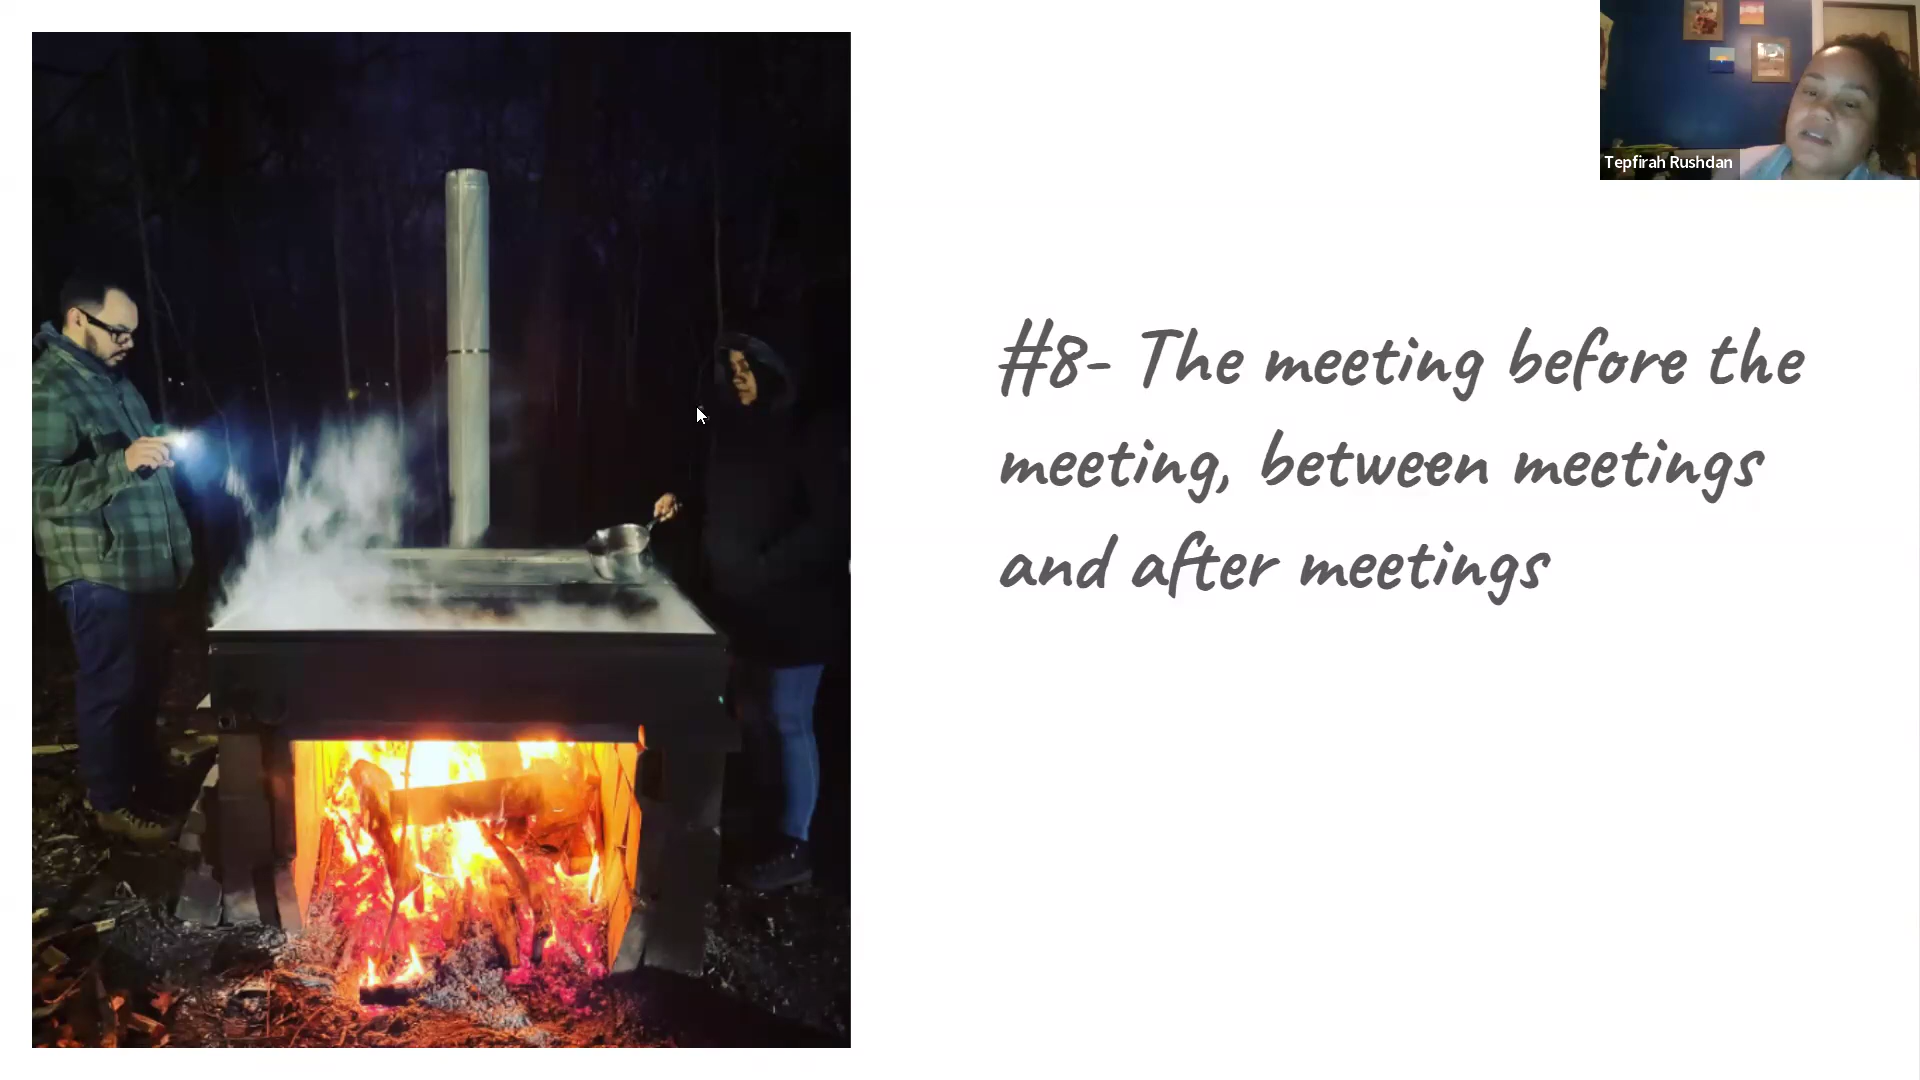 Tepfirah Rushdan
#8- The meeting before the
meeting, between meetings
and after meetings